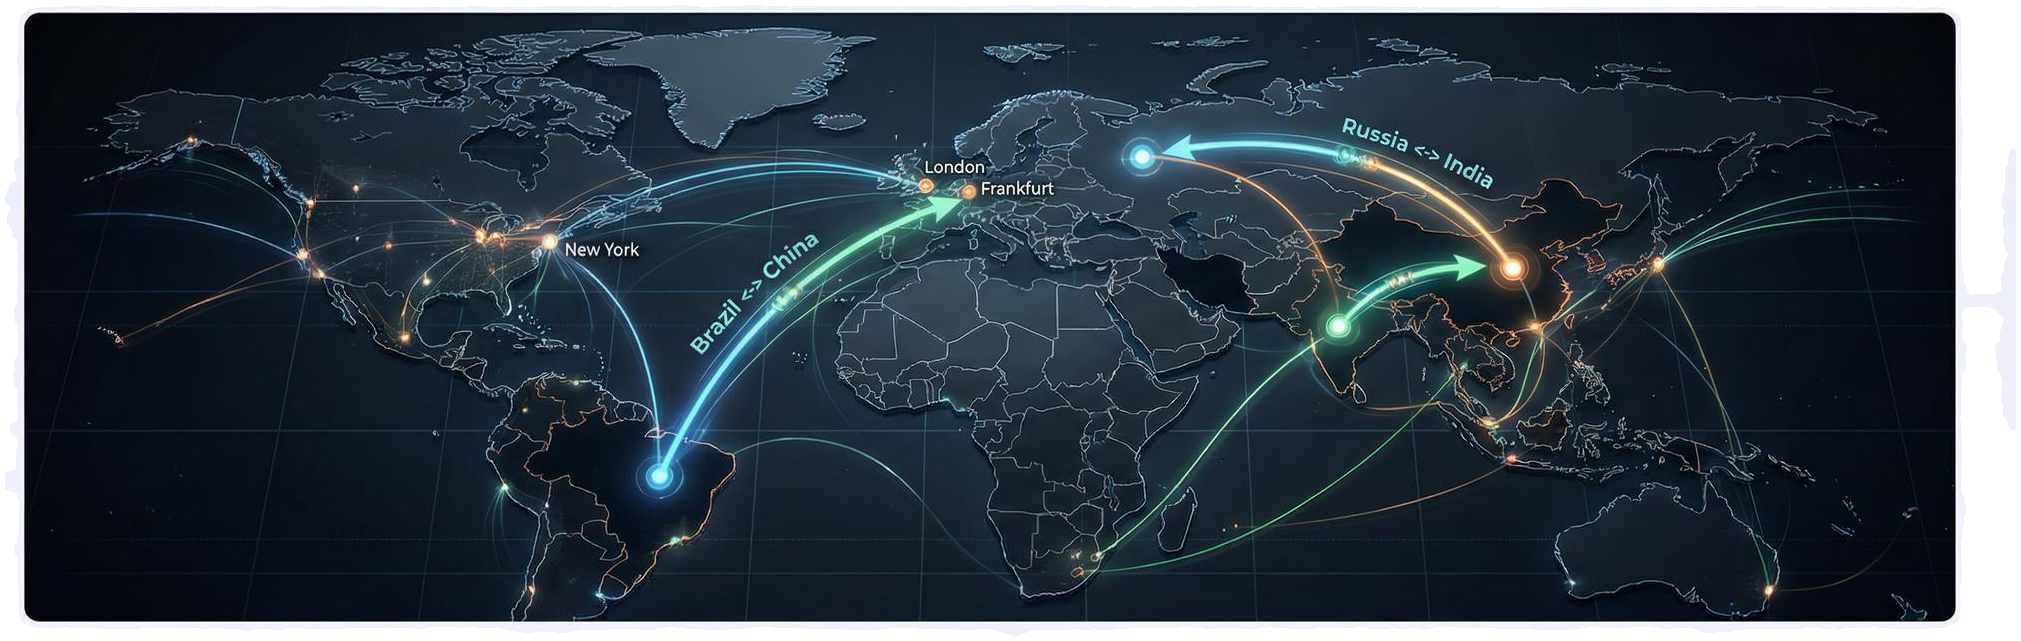 Russia <-> India
London
Frankfurt
New York
Brazil <-> China